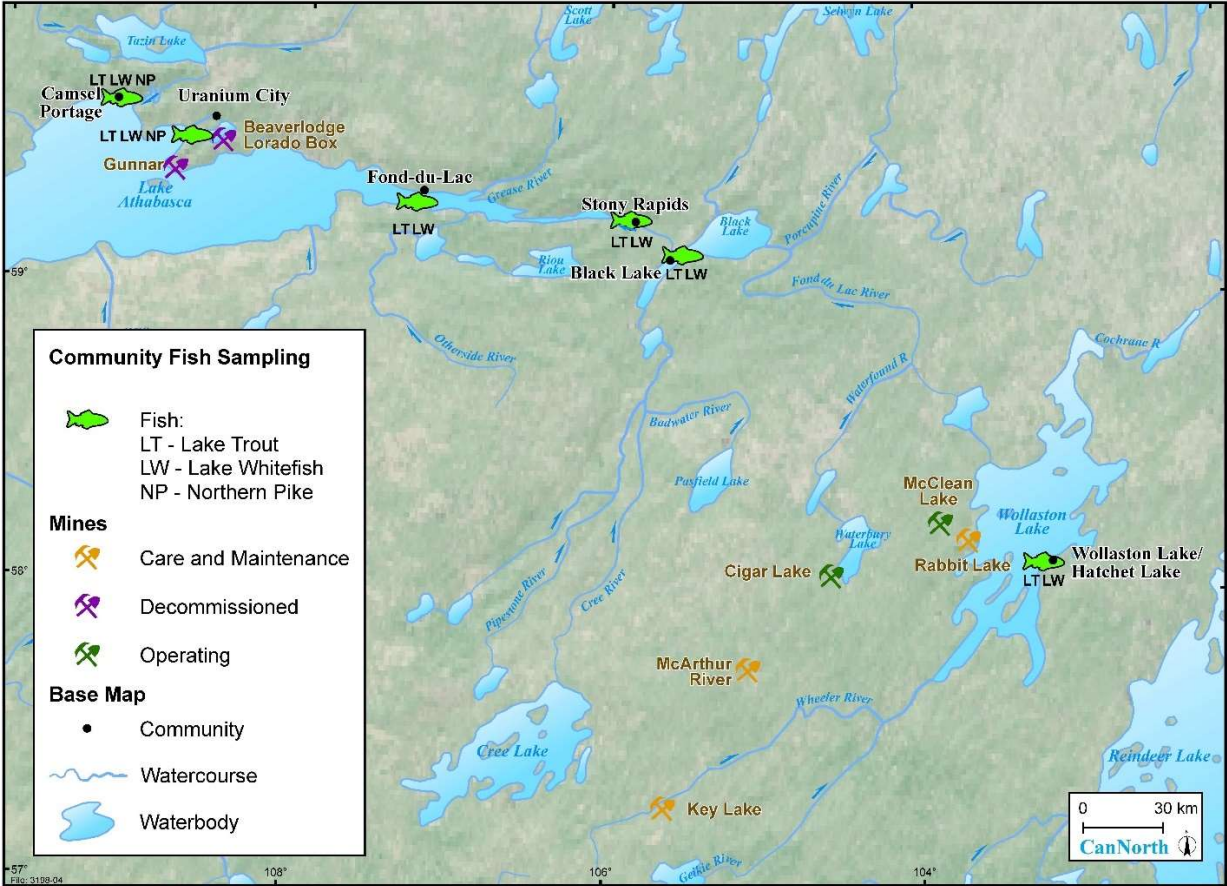 Scott
Lake
Selwyn Lake
Tazin Lake
LT LW NP
Camsel
Portage
Uranium City
LT LW NP
Beaverlodge
Lorado Box
Gunnar
Lake
Athabasca
Fond-du-Lac
LT LW
Grease River
Stony Rapids
LT LW
Black
Lake
Porcupine River
Riou
Lake
Black Lake
LT LW
59°
Fond du Lac River
Otherside River
Cochrane R
Waterfound R
Badwater River
Pasfield Lake
McClean
Lake
Wollaston
Lake
Waterbury
Lake
Rabbit Lake
Wollaston Lake/
Hatchet Lake
LT LW
Cigar Lake
58°
Pipestone River
Cree River
McArthur
River
Wheeler River
Cree Lake
Reindeer Lake
Key Lake
Geikie River
57°
108°
106°
104°
Community Fish Sampling
Fish:
LT - Lake Trout
LW - Lake Whitefish
NP - Northern Pike
Mines
Care and Maintenance
Decommissioned
Operating
Base Map
Community
Watercourse
Waterbody
0 30 km
CanNorth
File: 3198-04